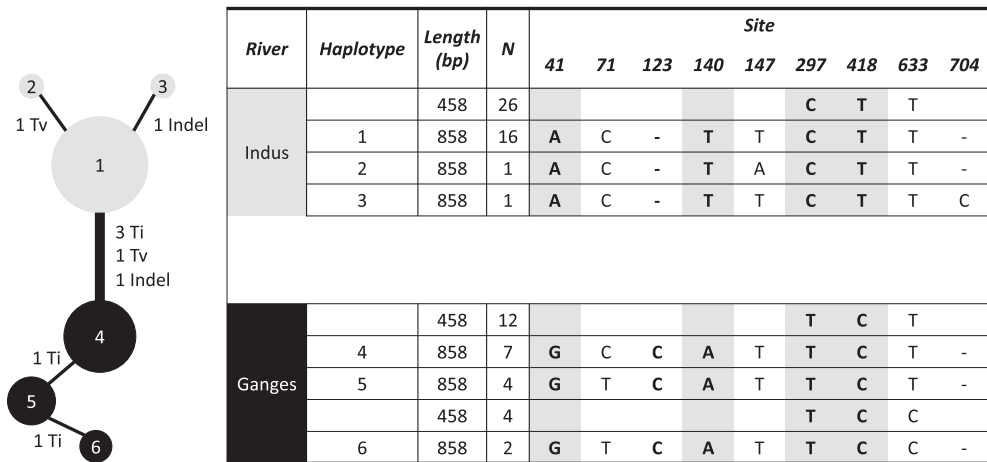 2
3
1 Tv
1 Indel
1
3 Ti
1 Tv
1 Indel
4
1 Ti
5
1 Ti
6
River Haplotype Length (bp) N Site
41 71 123 140 147 297 418 633 704
Indus
458 26 C T T
1 858 16 A C - T T C T T -
2 858 1 A C - T A C T T -
3 858 1 A C - T T C T T C
Ganges
458 12 T C T
4 858 7 G C C A T T C T -
5 858 4 G T C A T T C T -
458 4 T C C
6 858 2 G T C A T T C C -